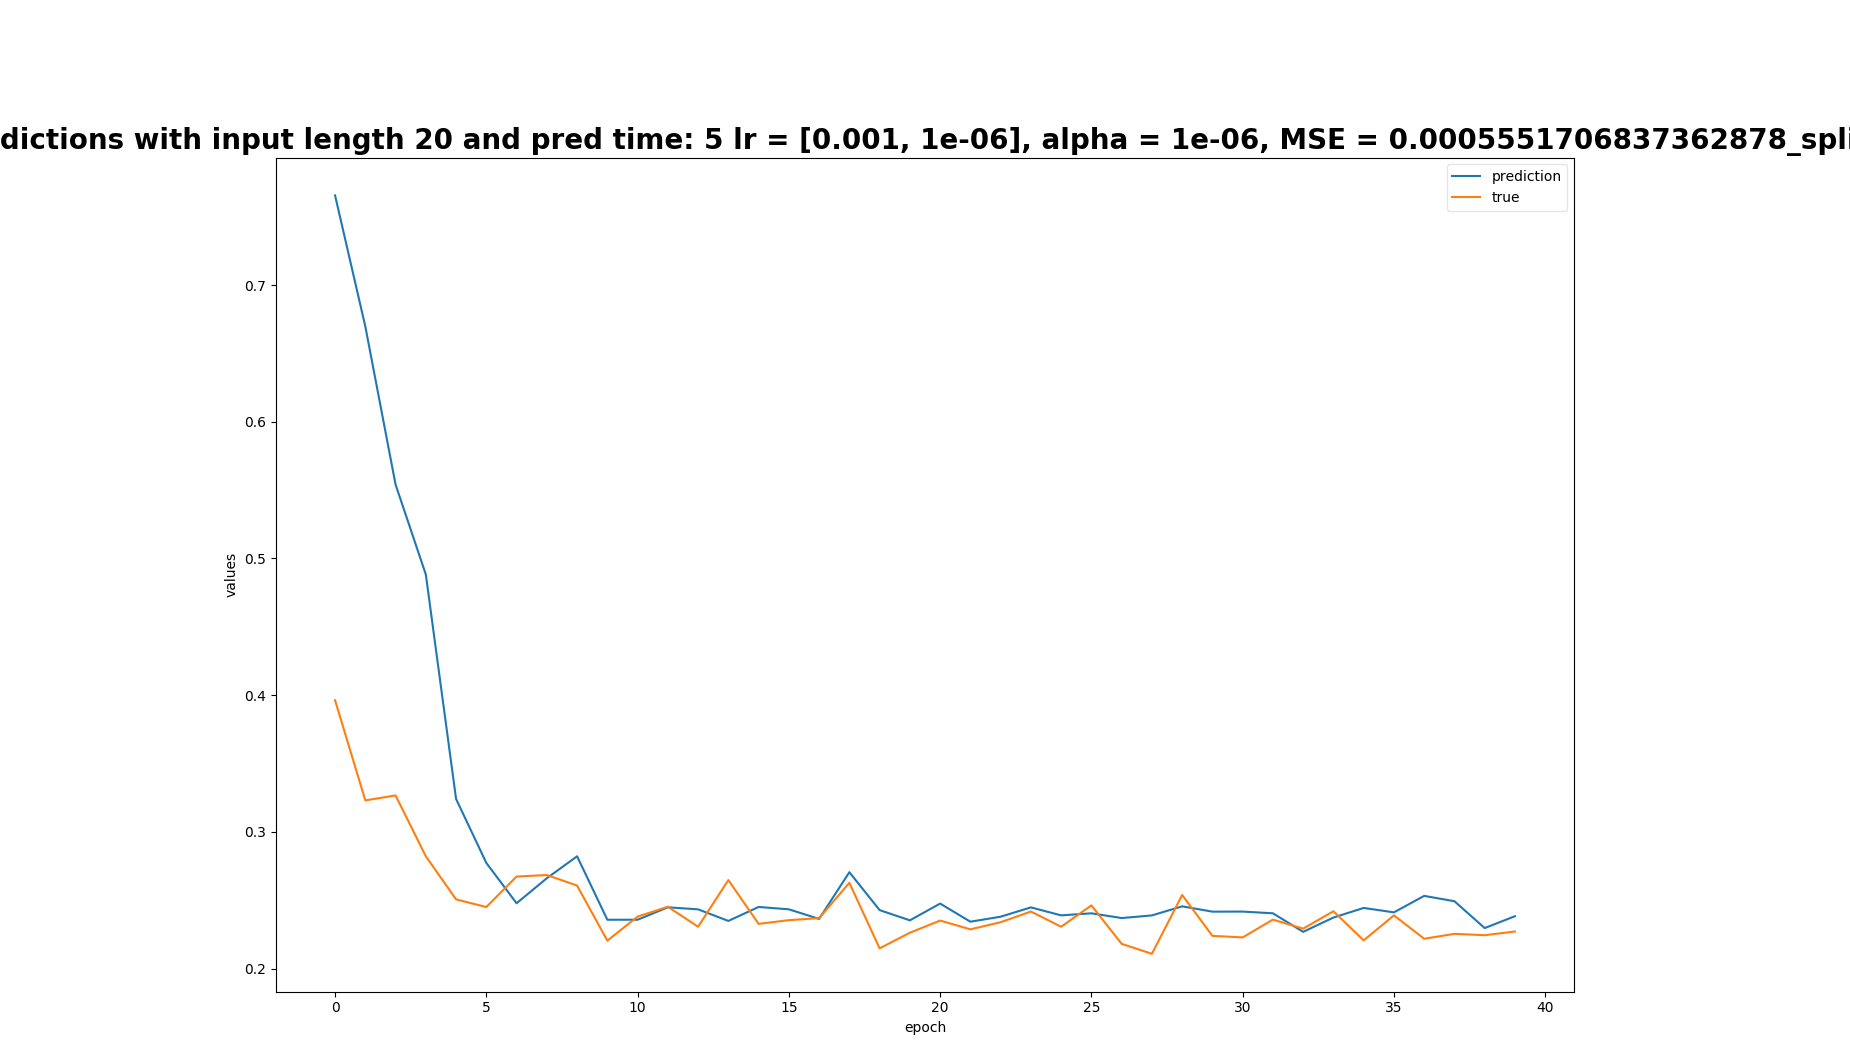 dictions with input length 20 and pred time: 5 lr = [0.001, 1e-06], alpha = 1e-06, MSE = 0.0005551706837362878_spli
prediction
true
0.7
0.6
0.5
0.4
0.3
0.2
values
0 5 10 15 20 25 30 35 40
epoch